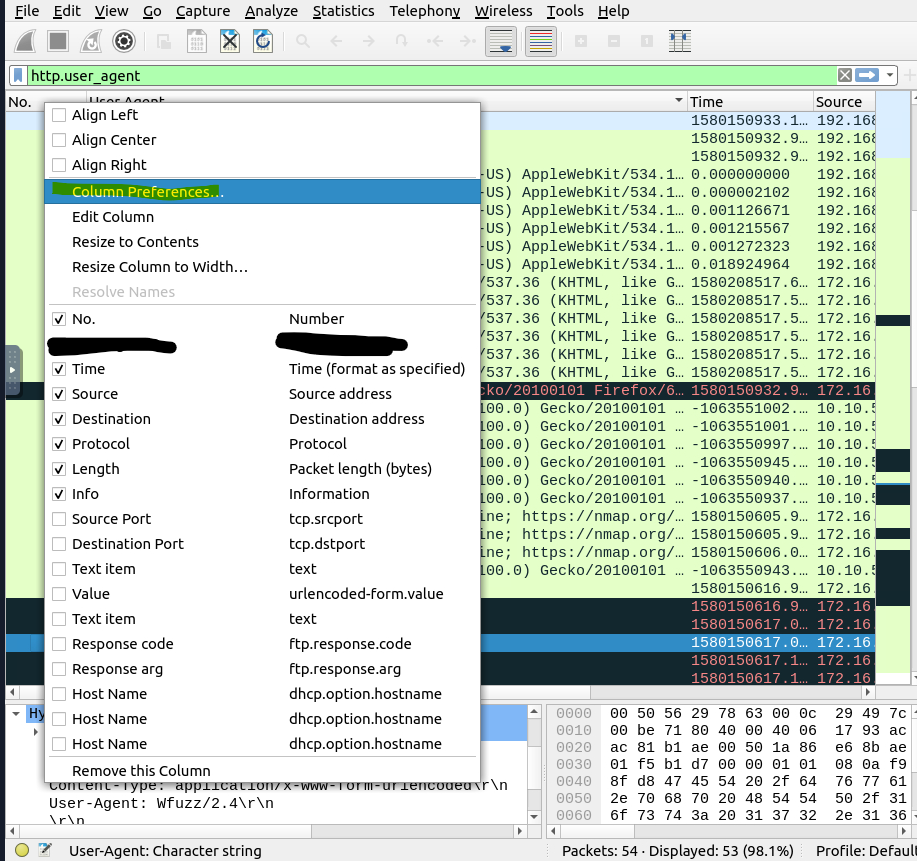 File Edit View Go Capture Analyze Statistics Telephony Wireless Tools Help
http.user_agent
No. User Agent Time Source
1580150933.1… 192.168
1580150932.9… 192.168
1580150932.9… 192.168
-US) AppleWebKit/534.1… 0.000000000 192.168
-US) AppleWebKit/534.1… 0.000002102 192.168
-US) AppleWebKit/534.1… 0.001126671 192.168
-US) AppleWebKit/534.1… 0.001215567 192.168
-US) AppleWebKit/534.1… 0.001272323 192.168
-US) AppleWebKit/534.1… 0.018924964 192.168
/537.36 (KHTML, like G… 1580208517.6… 172.16
/537.36 (KHTML, like G… 1580208517.5… 172.16
/537.36 (KHTML, like G… 1580208517.5… 172.16
/537.36 (KHTML, like G… 1580208517.5… 172.16
/537.36 (KHTML, like G… 1580208517.5… 172.16
/537.36 (KHTML, like G… 1580208517.5… 172.16
cko/20100101 Firefox/6… 1580150932.9… 172.16
100.0) Gecko/20100101 … -1063551002… 10.10.5
100.0) Gecko/20100101 … -1063551001… 10.10.5
100.0) Gecko/20100101 … -1063550997… 10.10.5
100.0) Gecko/20100101 … -1063550945… 10.10.5
100.0) Gecko/20100101 … -1063550940… 10.10.5
100.0) Gecko/20100101 … -1063550937… 10.10.5
ine; https://nmap.org/… 1580150605.9… 172.16
ine; https://nmap.org/… 1580150605.9… 172.16
ine; https://nmap.org/… 1580150606.0… 172.16
100.0) Gecko/20100101 … -1063550943… 10.10.5
1580150616.9… 172.16
1580150616.9… 172.16
1580150617.0… 172.16
1580150617.0… 172.16
1580150617.1… 172.16
1580150617.1… 172.16
Align Left
Align Center
Align Right
Column Preferences…
Edit Column
Resize to Contents
Resize Column to Width…
Resolve Names
No. Number
Time Time (format as specified)
Source Source address
Destination Destination address
Protocol Protocol
Length Packet length (bytes)
Info Information
Source Port tcp.srcport
Destination Port tcp.dstport
Text item text
Value urlencoded-form.value
Text item text
Response code ftp.response.code
Response arg ftp.response.arg
Host Name dhcp.option.hostname
Host Name dhcp.option.hostname
Host Name dhcp.option.hostname
Remove this Column
Hy
Content-Type: application/x-www-form-urlencoded\r\n
User-Agent: Wfuzz/2.4\r\n
\r\n
0000 00 50 56 29 78 63 00 0c 29 49 7c
0010 00 be 71 80 40 00 40 06 17 93 ac
0020 ac 81 b1 ae 00 50 1a 86 e6 8b ae
0030 01 f5 b1 d7 00 00 01 01 08 0a f9
0040 8f d8 47 45 54 20 2f 64 76 77 61
0050 2e 70 68 70 20 48 54 54 50 2f 31
0060 6f 73 74 3a 20 31 37 32 2e 31 36
User-Agent: Character string
Packets: 54 · Displayed: 53 (98.1%)
Profile: Default